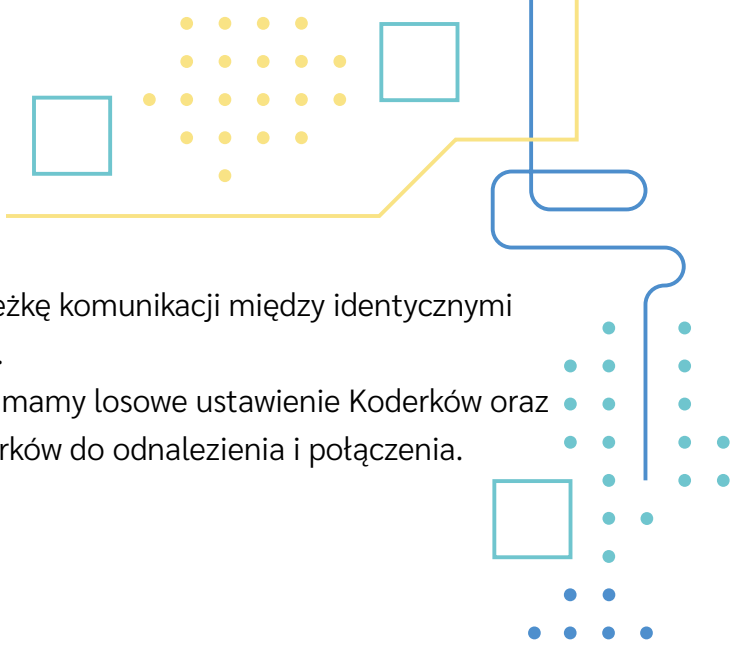 eżkę komunikacji między identycznymi
.
mamy losowe ustawienie Koderków oraz
rków do odnalezienia i połączenia.